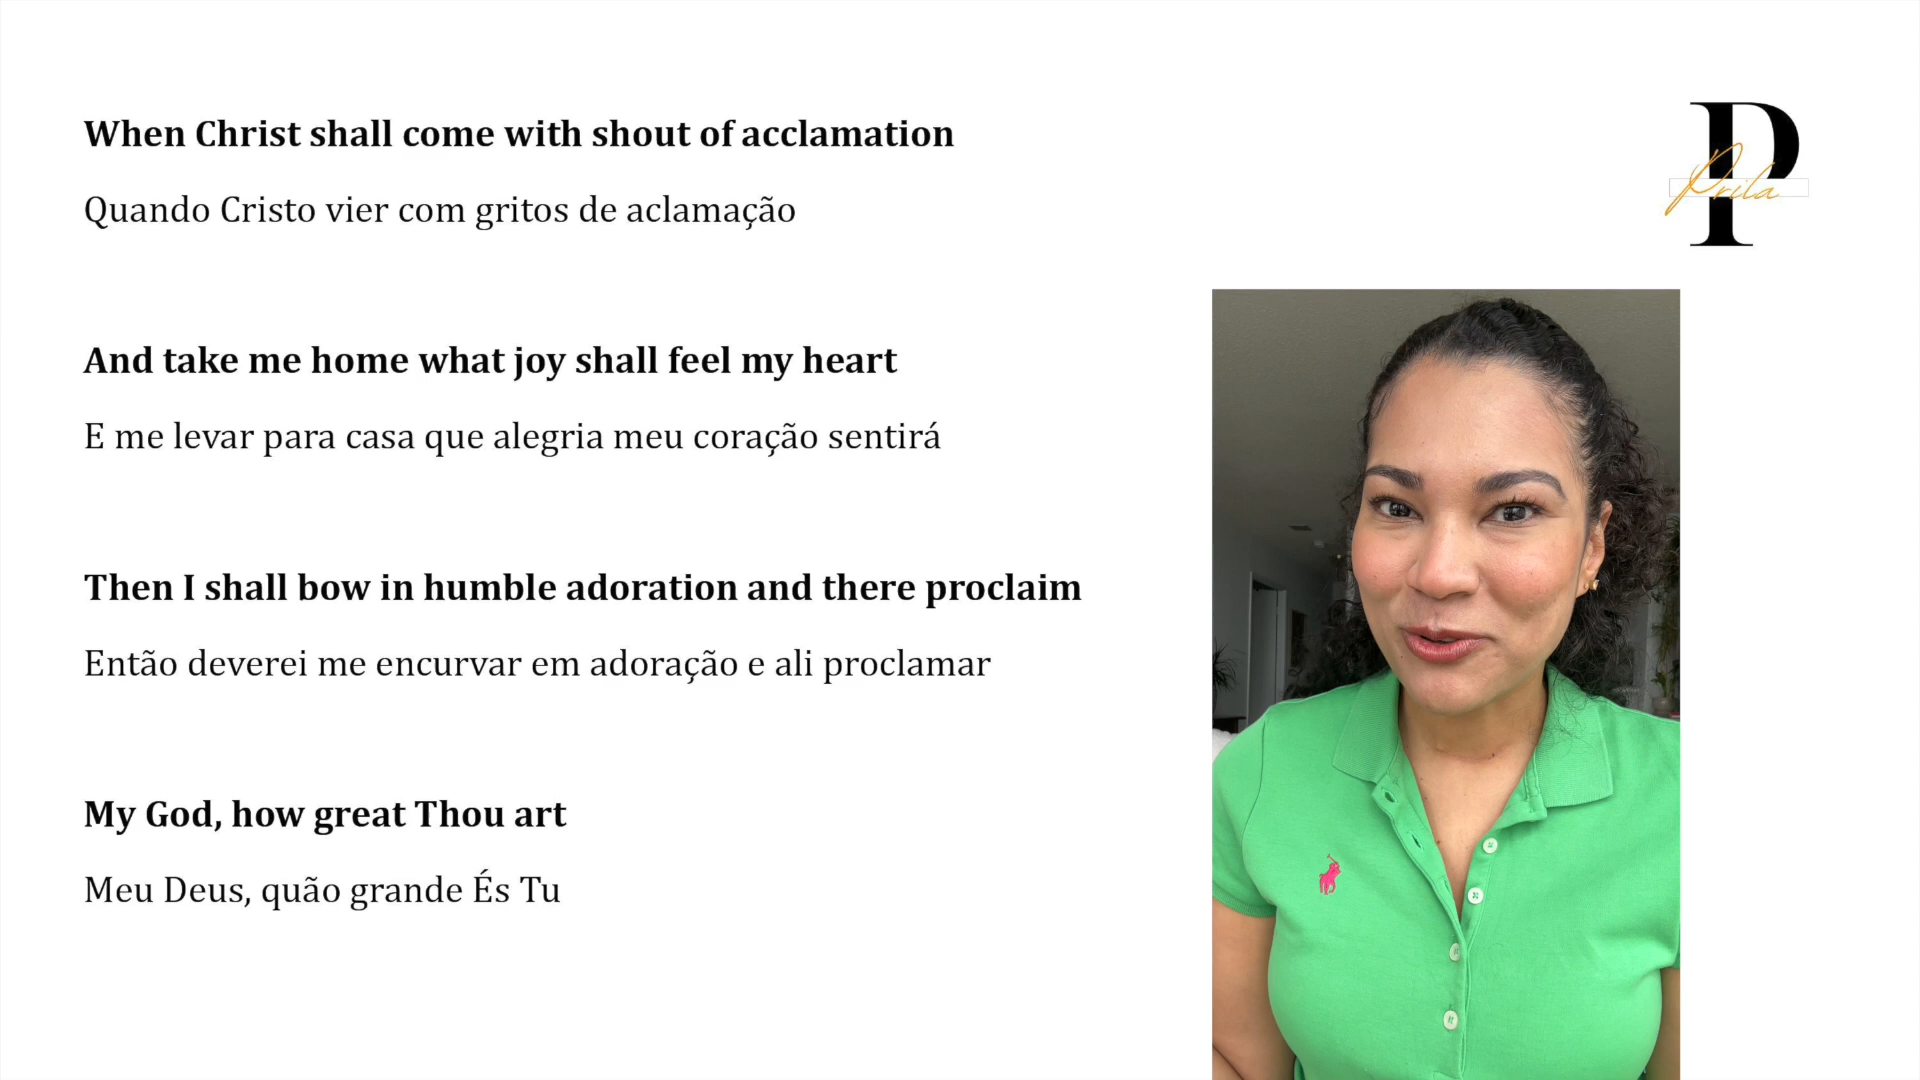 When Christ shall come with shout of acclamation
Quando Cristo vier com gritos de aclamação
And take me home what joy shall feel my heart
E me levar para casa que alegria meu coração sentirá
Then I shall bow in humble adoration and there proclaim
Então deverei me encurvar em adoração e ali proclamar
My God, how great Thou art
Meu Deus, quão grande És Tu
P
Prila